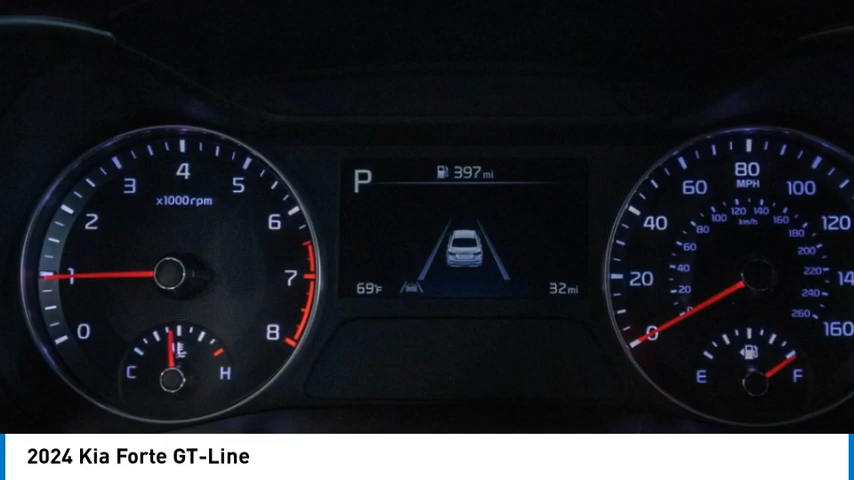 P
397 mi
69°F
32 mi
0
1
2
3
4
5
6
7
8
x1000rpm
C
H
0
20
40
60
80
MPH
100
120
14
160
km/h
20
40
60
80
100
120
140
160
180
200
220
240
260
E
F
2024 Kia Forte GT-Line